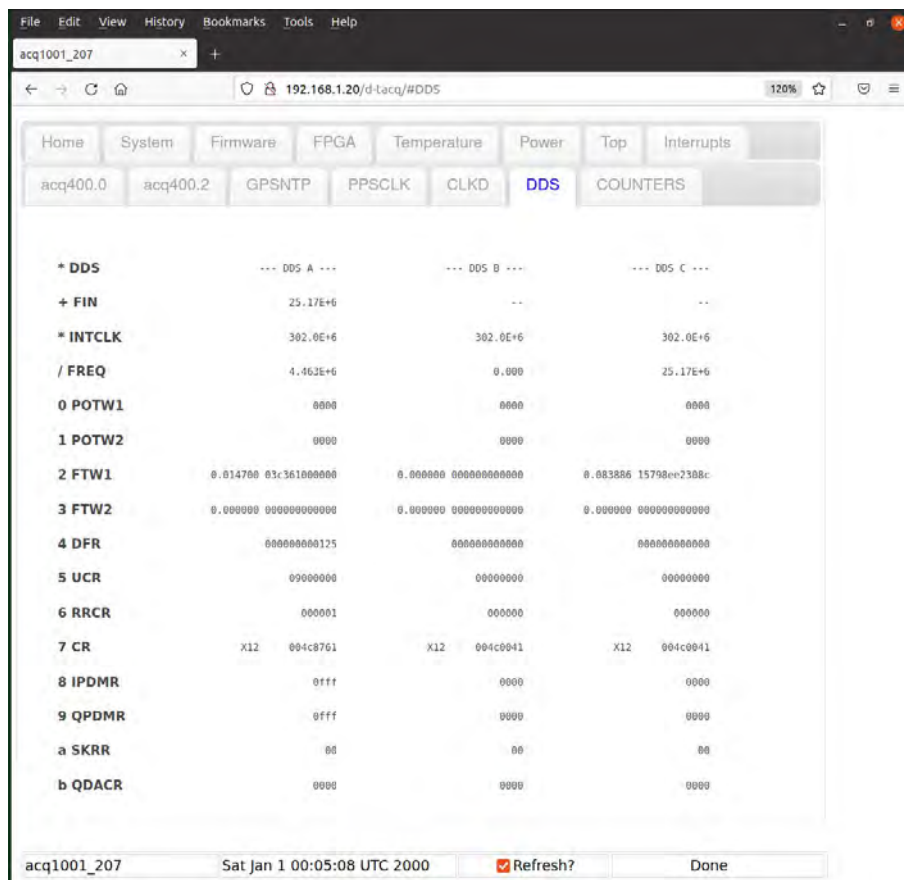 File Edit View History Bookmarks Tools Help
acq1001_207 × +
192.168.1.20/d-tacq/#DDS 120%
Home System Firmware FPGA Temperature Power Top Interrupts
acq400.0 acq400.2 GPSNTP PPSCLK CLKD DDS COUNTERS
* DDS --- DDS A --- --- DDS B --- --- DDS C ---
+ FIN 25.17E+6 -- --
* INTCLK 302.0E+6 302.0E+6 302.0E+6
/ FREQ 4.463E+6 0.000 25.17E+6
0 POTW1 0000 0000 0000
1 POTW2 0000 0000 0000
2 FTW1 0.014700 03c361000000 0.000000 000000000000 0.083886 15798ee2308c
3 FTW2 0.000000 000000000000 0.000000 000000000000 0.000000 000000000000
4 DFR 000000000125 000000000000 000000000000
5 UCR 09000000 00000000 00000000
6 RRCR 000001 000000 000000
7 CR X12 004c8761 X12 004c0041 X12 004c0041
8 IPDMR 0fff 0000 0000
9 QPDMR 0fff 0000 0000
a SKRR 00 00 00
b QDACR 0000 0000 0000
acq1001_207 Sat Jan 1 00:05:08 UTC 2000 Refresh? Done